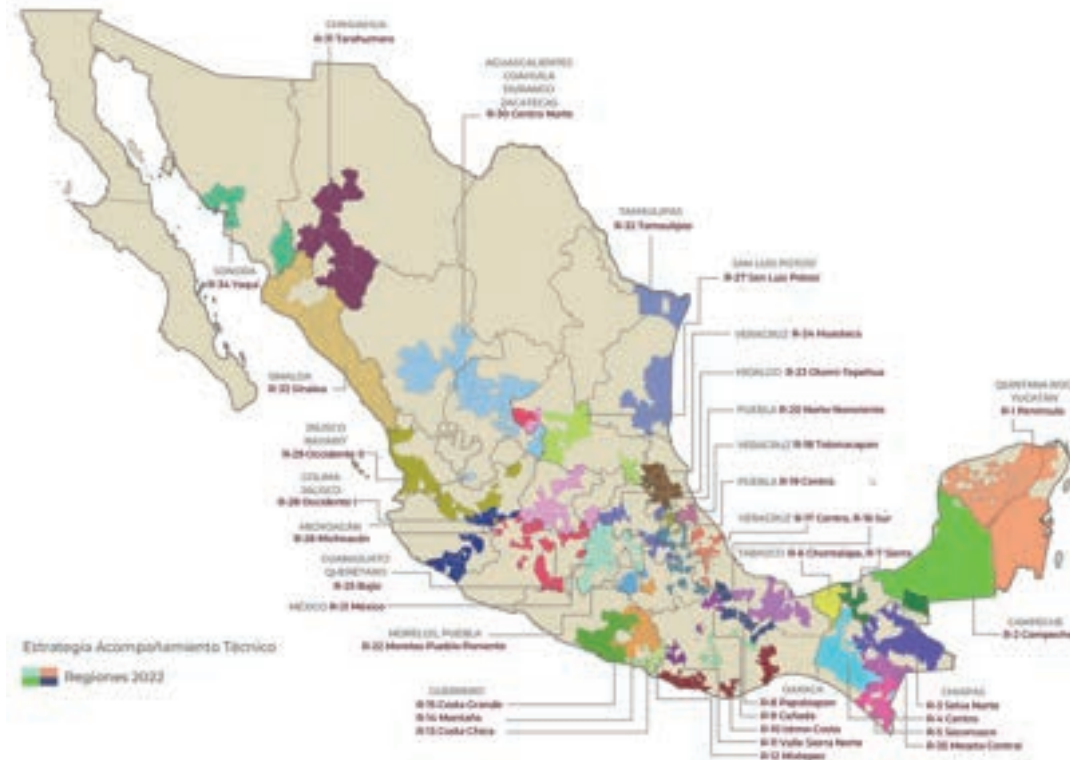 CHIHUAHUA
R-31 Tarahumara
AGUASCALIENTES
COAHUILA
DURANGO
ZACATECAS
R-30 Centro Norte
TAMAULIPAS
R-32 Tamaulipas
SAN LUIS POTOSÍ
R-27 San Luis Potosí
SONORA
R-34 Yaqui
VERACRUZ R-24 Huasteca
HIDALGO R-23 Otomí-Tepehua
QUINTANA ROO
YUCATÁN
R-1 Península
SINALOA
R-33 Sinaloa
PUEBLA R-20 Norte Nororiente
JALISCO
NAYARIT
R-29 Occidente II
VERACRUZ R-18 Totonacapan
COLIMA
JALISCO
R-28 Occidente I
PUEBLA R-19 Centro
MICHOACÁN
R-26 Michoacán
VERACRUZ R-17 Centro, R-16 Sur
GUANAJUATO
QUERÉTARO
R-25 Bajío
TABASCO R-6 Chontalpa, R-7 Sierra
MÉXICO R-21 México
CAMPECHE
R-2 Campeche
MORELOS, PUEBLA
R-22 Morelos Puebla Poniente
Estrategia Acompañamiento Técnico
Regiones 2022
GUERRERO
R-15 Costa Grande
R-14 Montaña
R-13 Costa Chica
OAXACA
R-8 Papaloapan
R-9 Cañada
R-10 Istmo Costa
R-11 Valle Sierra Norte
R-12 Mixteca
CHIAPAS
R-3 Selva Norte
R-4 Centro
R-5 Soconusco
R-35 Meseta Central